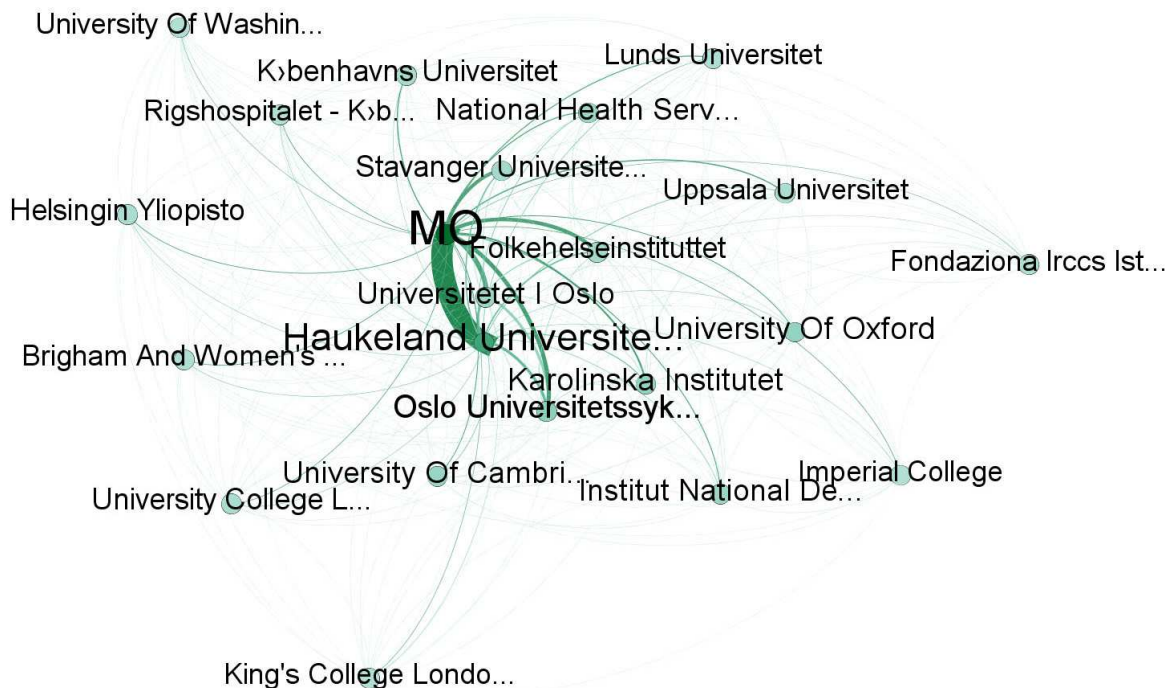 University Of Washin...
Lunds Universitet
K›benhavns Universitet
Rigshospitalet - K›b...
National Health Serv...
Stavanger Universite...
Uppsala Universitet
Helsingin Yliopisto
MO
Folkehelseinstituttet
Fondaziona Irccs Ist...
Universitetet I Oslo
Haukeland Universite...
University Of Oxford
Brigham And Women's ...
Karolinska Institutet
Oslo Universitetssyk...
University Of Cambri...
Imperial College
University College L...
Institut National De...
King's College Londo...